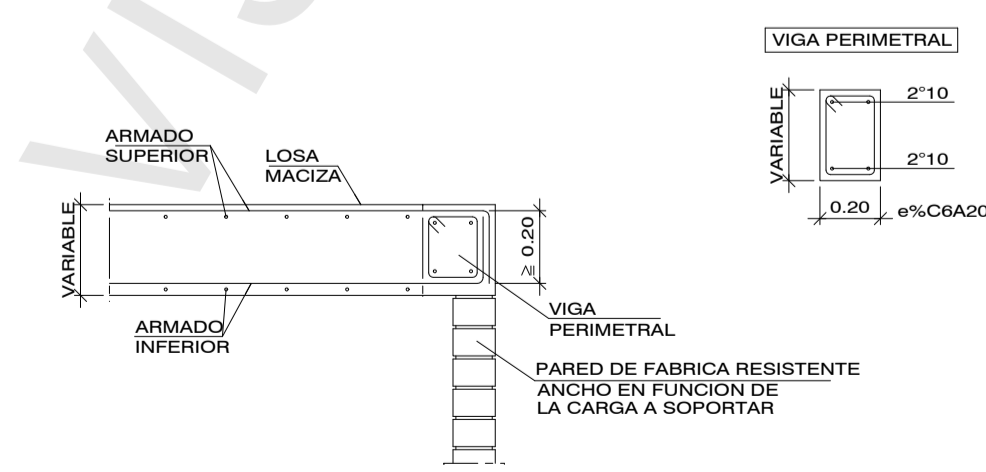 VIS
VIGA PERIMETRAL
VARIABLE
2°10
2°10
0.20
e%%C6A20
ARMADO
SUPERIOR
LOSA
MACIZA
VARIABLE
≥ 0.20
ARMADO
INFERIOR
VIGA
PERIMETRAL
PARED DE FABRICA RESISTENTE
ANCHO EN FUNCION DE
LA CARGA A SOPORTAR